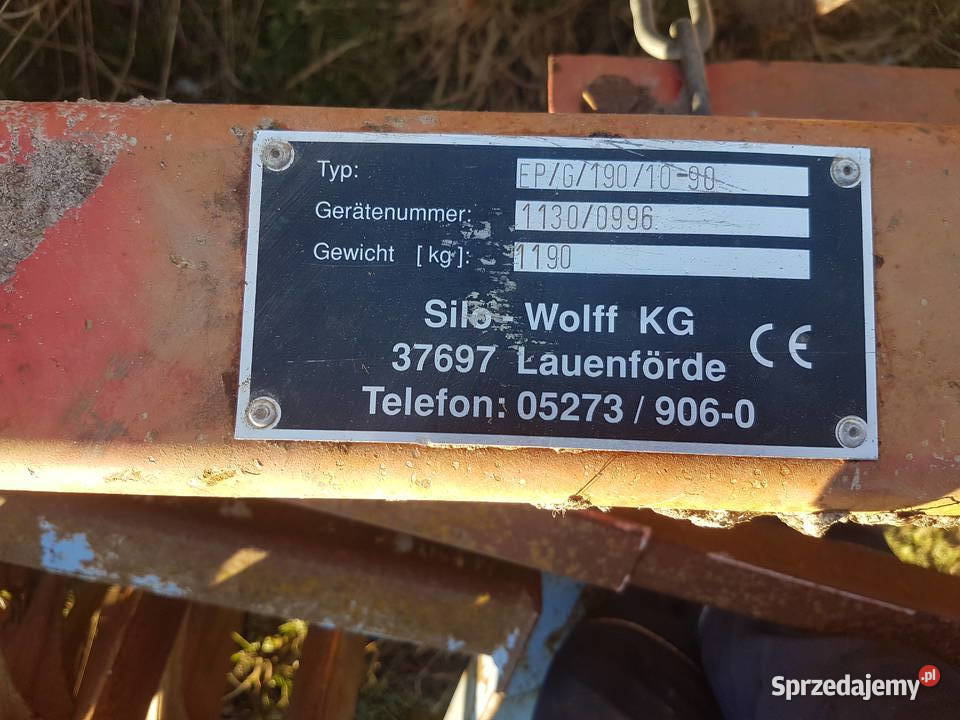 Typ: EP/G/190/10-90
Gerätenummer: 1130/0996
Gewicht [kg]: 1190
Silo - Wolff KG
37697 Lauenförde
CE
Telefon: 05273 / 906-0
Sprzedajemy.pl